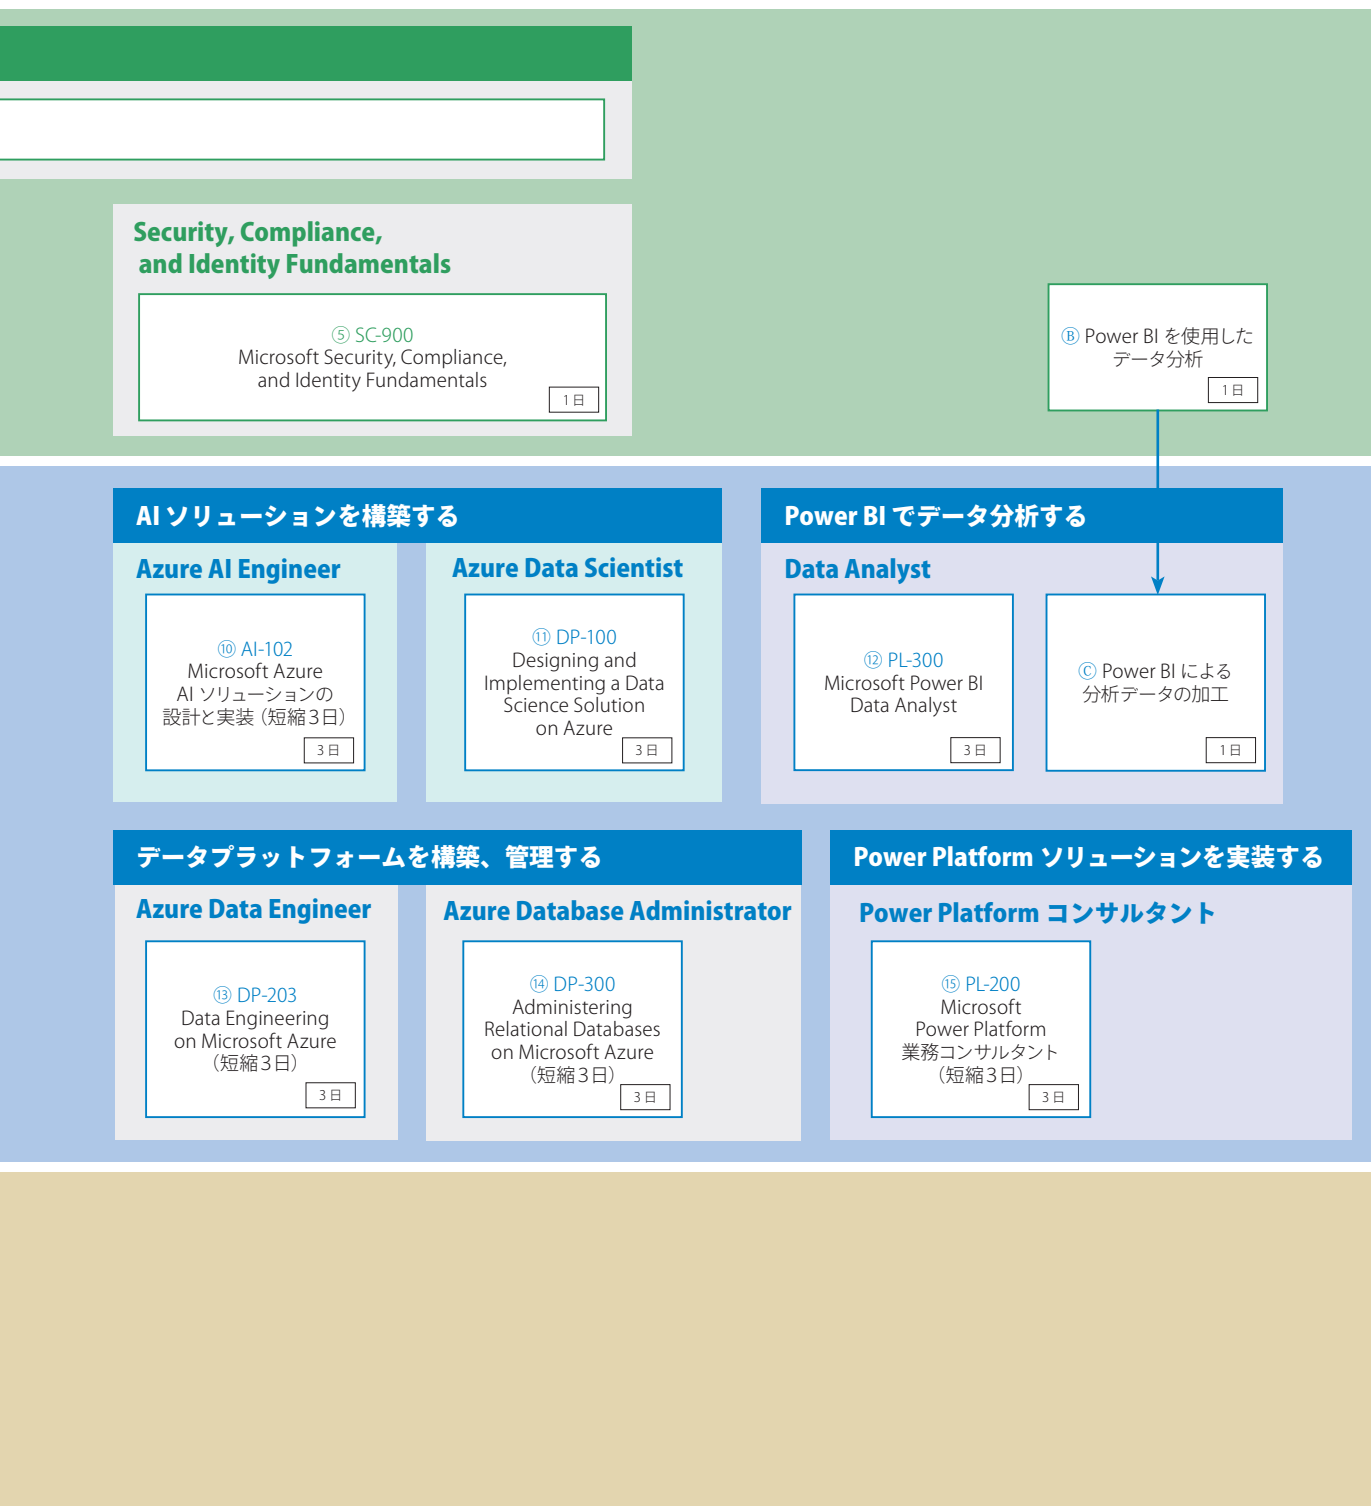 Security, Compliance,
and Identity Fundamentals
⑤ SC-900
Microsoft Security, Compliance,
and Identity Fundamentals
1日
Ⓑ Power BI を使用した
データ分析
1日
AI ソリューションを構築する
Azure AI Engineer
⑩ AI-102
Microsoft Azure
AI ソリューションの
設計と実装（短縮3日）
3日
Azure Data Scientist
⑪ DP-100
Designing and
Implementing a Data
Science Solution
on Azure
3日
Power BI でデータ分析する
Data Analyst
⑫ PL-300
Microsoft Power BI
Data Analyst
3日
Ⓒ Power BI による
分析データの加工
1日
データプラットフォームを構築、管理する
Azure Data Engineer
⑬ DP-203
Data Engineering
on Microsoft Azure
（短縮3日）
3日
Azure Database Administrator
⑭ DP-300
Administering
Relational Databases
on Microsoft Azure
（短縮3日）
3日
Power Platform ソリューションを実装する
Power Platform コンサルタント
⑮ PL-200
Microsoft
Power Platform
業務コンサルタント
（短縮3日）
3日